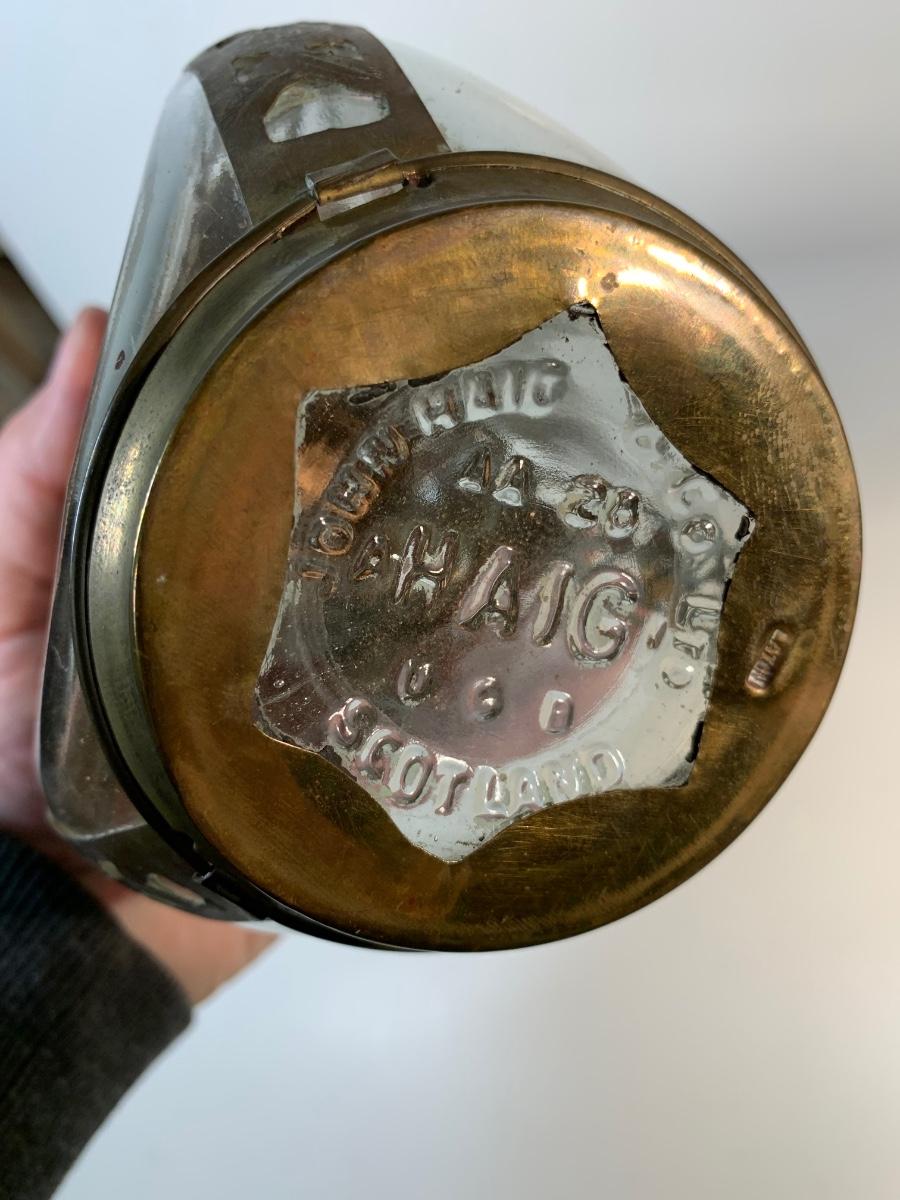 JOHN HAIG
AA 20
HAIG
U G B
SCOTLAND